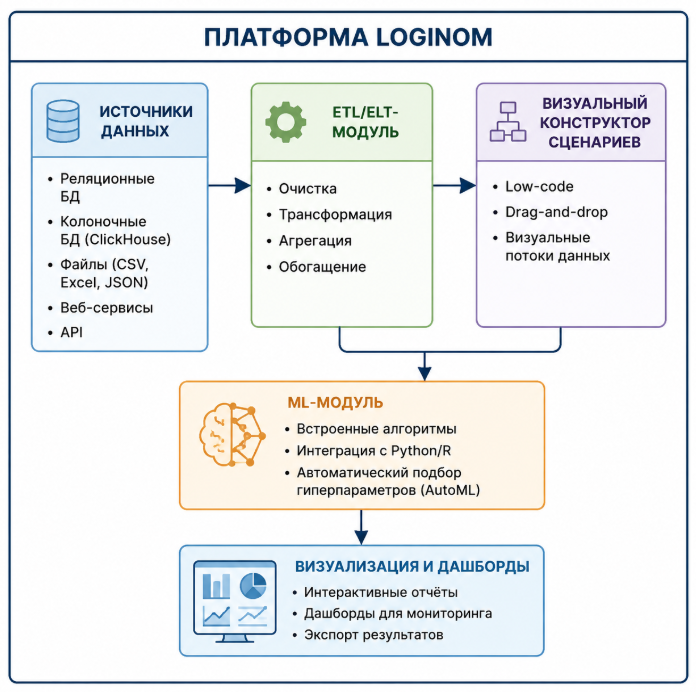 ПЛАТФОРМА LOGINOM
ИСТОЧНИКИ
ДАННЫХ
• Реляционные
БД
• Колоночные
БД (ClickHouse)
• Файлы (CSV,
Excel, JSON)
• Веб-сервисы
• API
ETL/ELT-
МОДУЛЬ
• Очистка
• Трансформация
• Агрегация
• Обогащение
ВИЗУАЛЬНЫЙ
КОНСТРУКТОР
СЦЕНАРИЕВ
• Low-code
• Drag-and-drop
• Визуальные
потоки данных
ML-МОДУЛЬ
• Встроенные алгоритмы
• Интеграция с Python/R
• Автоматический подбор
гиперпараметров (AutoML)
ВИЗУАЛИЗАЦИЯ И ДАШБОРДЫ
• Интерактивные отчёты
• Дашборды для мониторинга
• Экспорт результатов